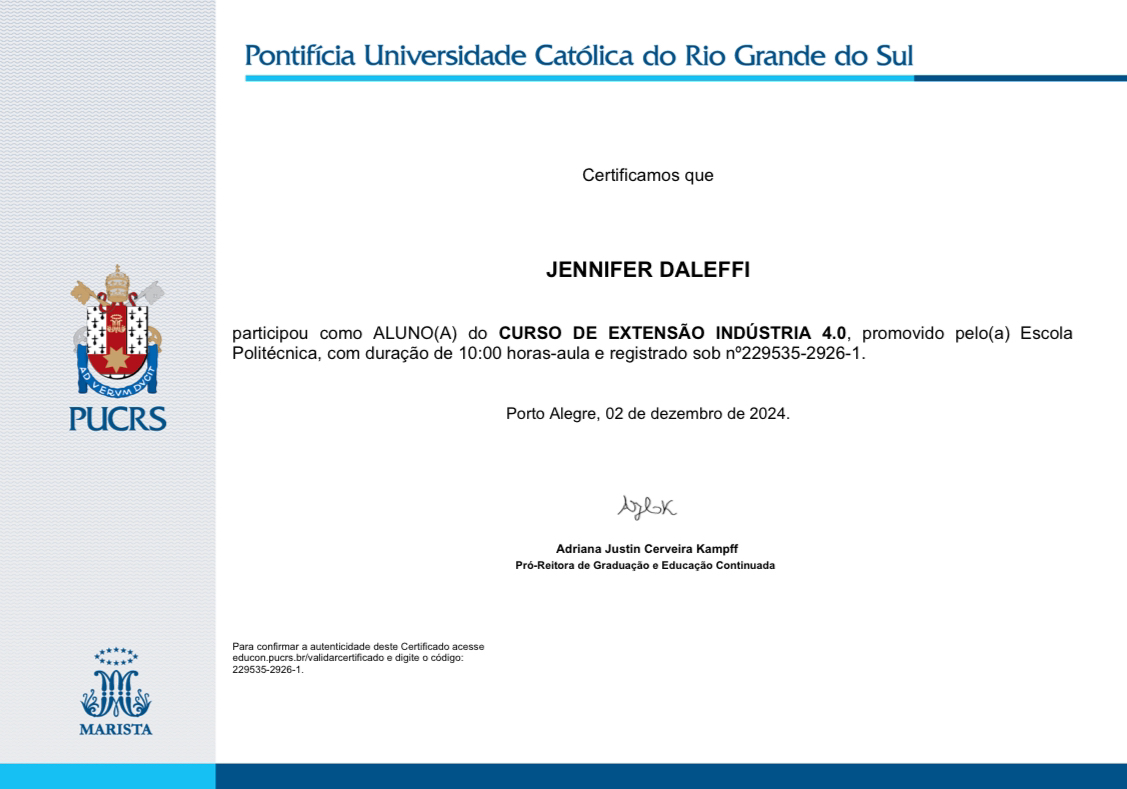 Pontifícia Universidade Católica do Rio Grande do Sul
Certificamos que
JENNIFER DALEFFI
participou como ALUNO(A) do CURSO DE EXTENSÃO INDÚSTRIA 4.0, promovido pelo(a) Escola
Politécnica, com duração de 10:00 horas-aula e registrado sob nº229535-2926-1.
Porto Alegre, 02 de dezembro de 2024.
Adriana Justin Cerveira Kampff
Pró-Reitora de Graduação e Educação Continuada
Para confirmar a autenticidade deste Certificado acesse
educon.pucrs.br/validarcertificado e digite o código:
229535-2926-1.
AD VERVM DVCIT
PUCRS
MARISTA